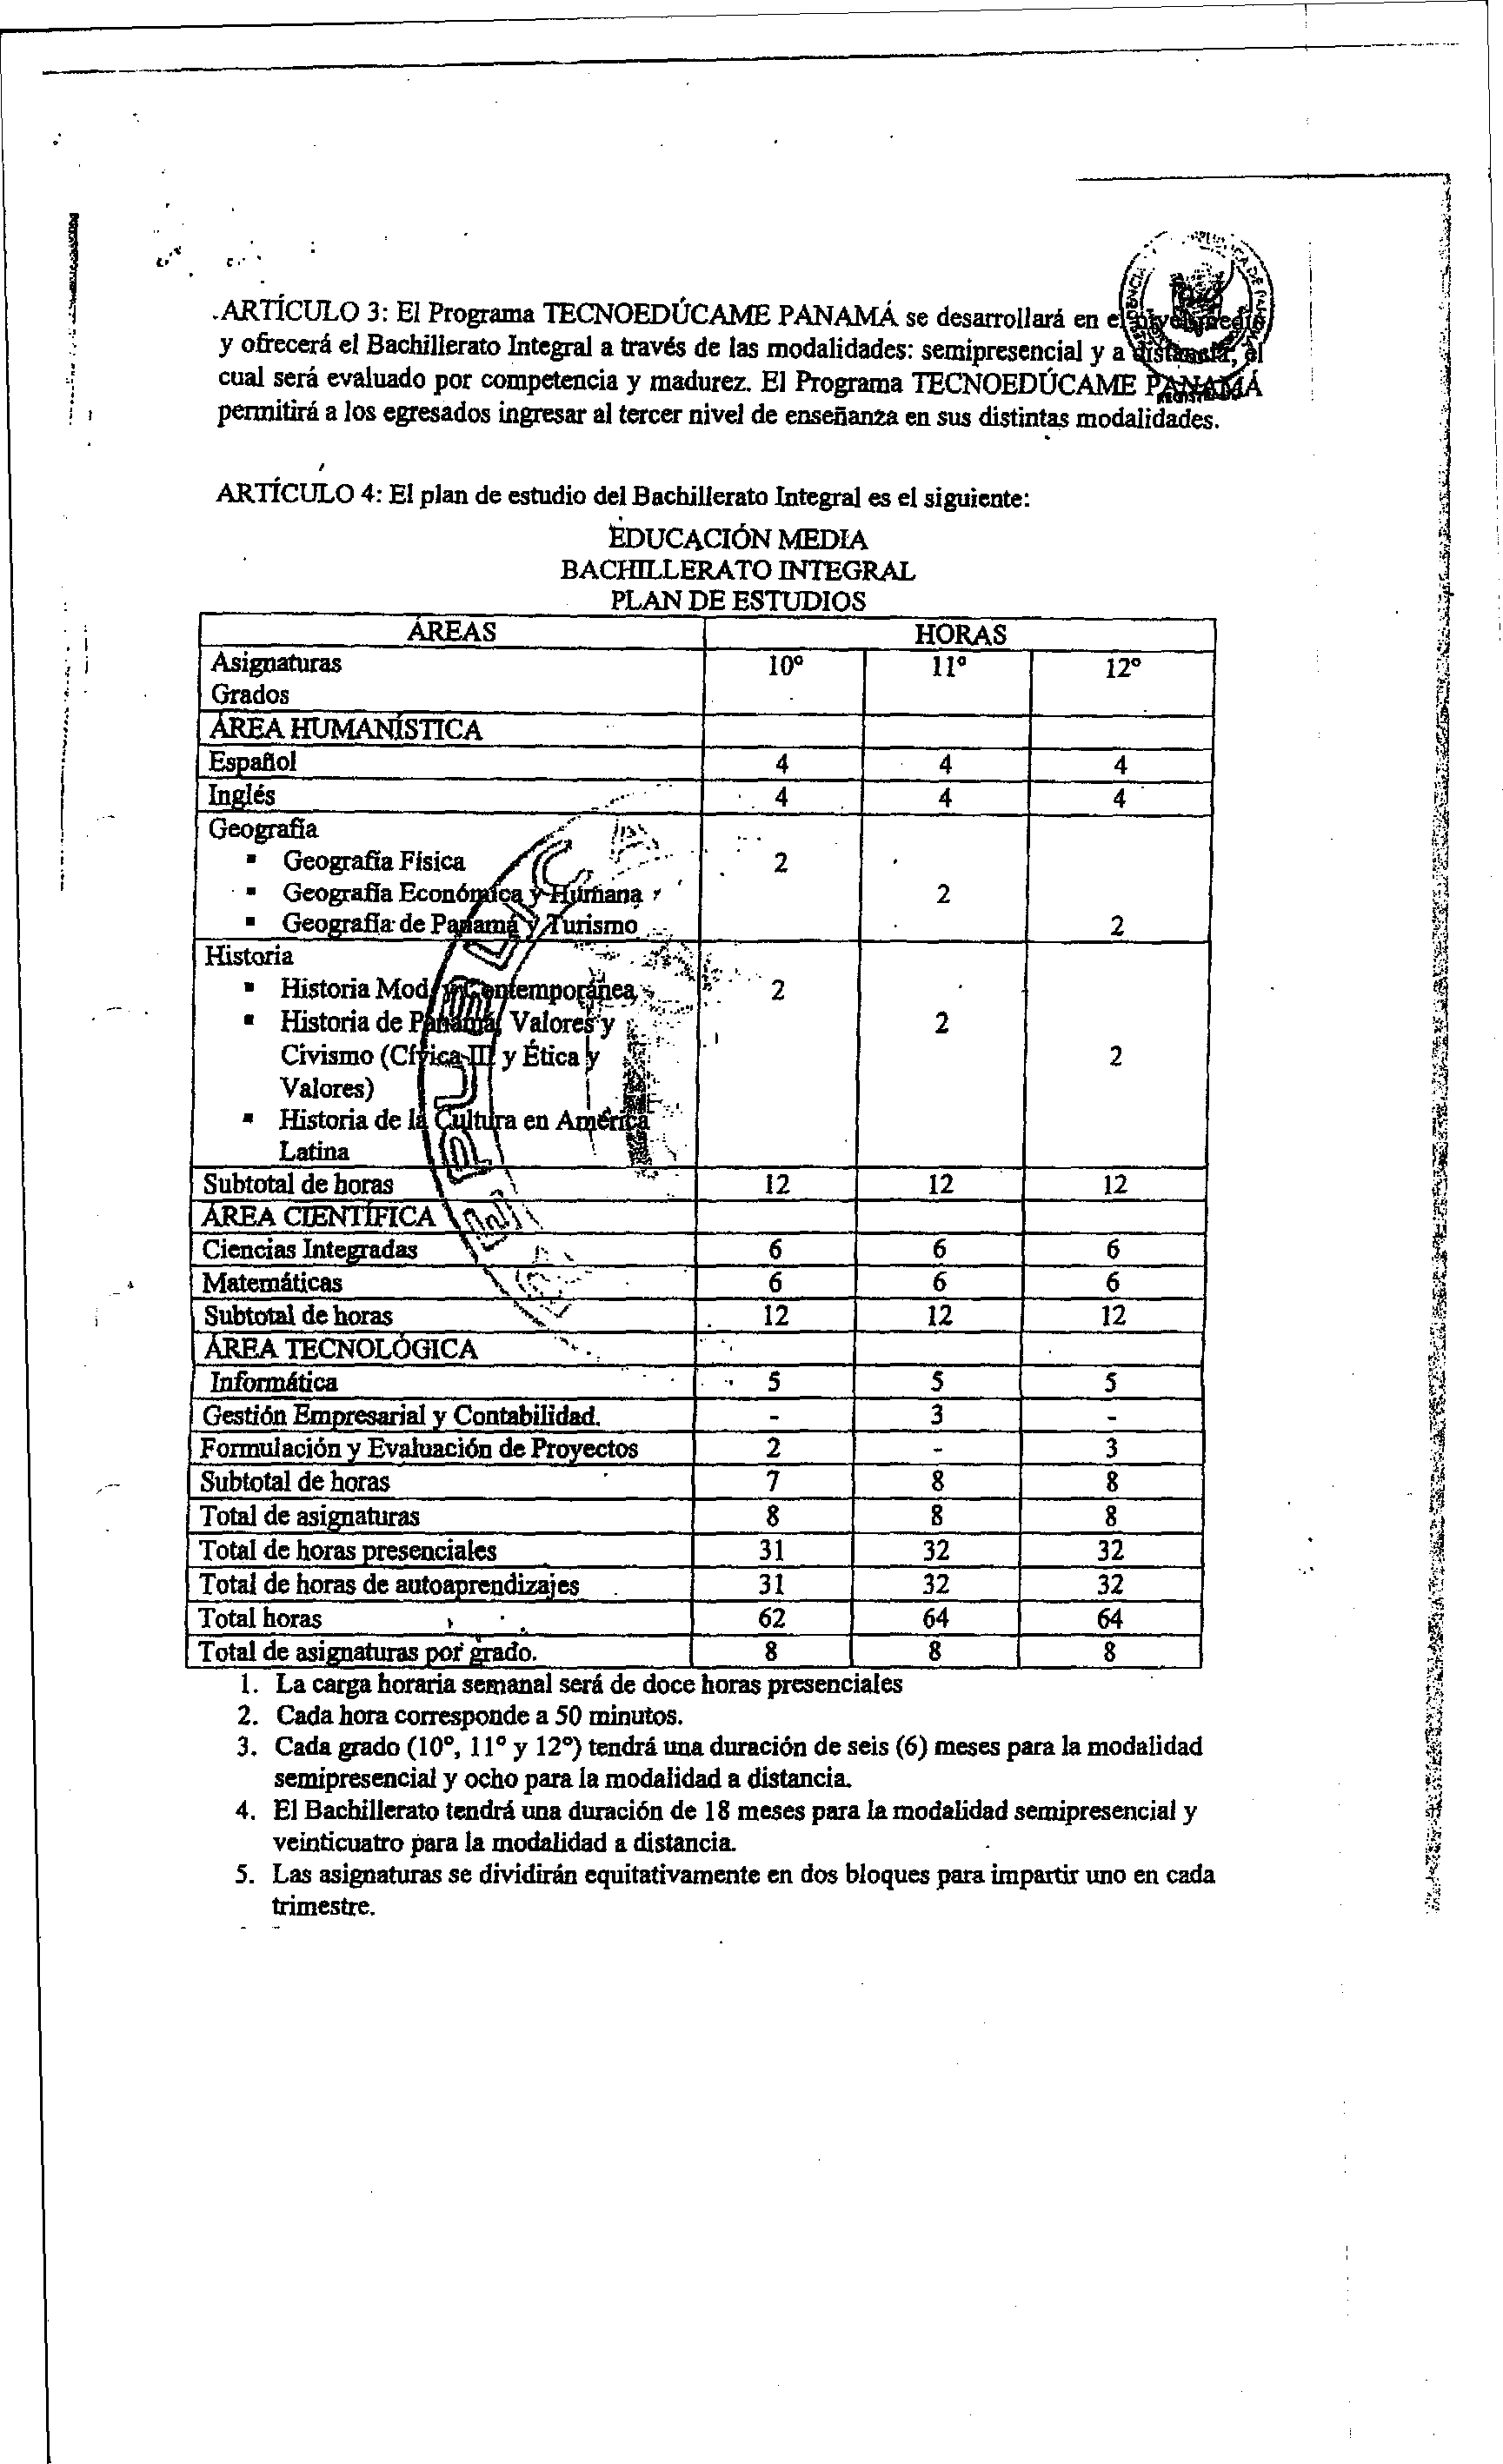 ARTÍCULO 3: El Programa TECNOEDÚCAME PANAMÁ se desarrollará en el nivel medio
y ofrecerá el Bachillerato Integral a través de las modalidades: semipresencial y a distancia, el
cual será evaluado por competencia y madurez. El Programa TECNOEDÚCAME PANAMÁ
permitirá a los egresados ingresar al tercer nivel de enseñanza en sus distintas modalidades.
ARTÍCULO 4: El plan de estudio del Bachillerato Integral es el siguiente:
EDUCACIÓN MEDIA
BACHILLERATO INTEGRAL
PLAN DE ESTUDIOS
ÁREAS HORAS
Asignaturas 10° 11° 12°
Grados
ÁREA HUMANÍSTICA
Español 4 4 4
Inglés 4 4 4
Geografía
▪ Geografía Física 2
▪ Geografía Económica y Humana 2
▪ Geografía de Panamá y Turismo 2
Historia
▪ Historia Mod. y Contemporánea 2
▪ Historia de Panamá, Valores y 2
Civismo (Cívica III y Ética y 2
Valores)
▪ Historia de la Cultura en América
Latina
Subtotal de horas 12 12 12
ÁREA CIENTÍFICA
Ciencias Integradas 6 6 6
Matemáticas 6 6 6
Subtotal de horas 12 12 12
ÁREA TECNOLÓGICA
Informática 5 5 5
Gestión Empresarial y Contabilidad. - 3 -
Formulación y Evaluación de Proyectos 2 - 3
Subtotal de horas 7 8 8
Total de asignaturas 8 8 8
Total de horas presenciales 31 32 32
Total de horas de autoaprendizajes 31 32 32
Total horas 62 64 64
Total de asignaturas por grado. 8 8 8
1. La carga horaria semanal será de doce horas presenciales
2. Cada hora corresponde a 50 minutos.
3. Cada grado (10°, 11° y 12°) tendrá una duración de seis (6) meses para la modalidad
semipresencial y ocho para la modalidad a distancia.
4. El Bachillerato tendrá una duración de 18 meses para la modalidad semipresencial y
veinticuatro para la modalidad a distancia.
5. Las asignaturas se dividirán equitativamente en dos bloques para impartir uno en cada
trimestre.